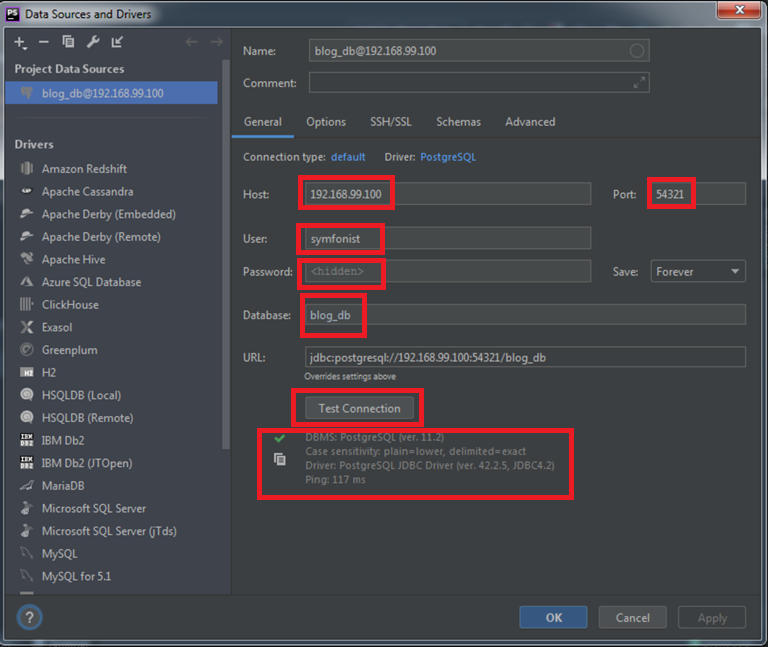 PS Data Sources and Drivers
Project Data Sources
blog_db@192.168.99.100
Drivers
Amazon Redshift
Apache Cassandra
Apache Derby (Embedded)
Apache Derby (Remote)
Apache Hive
Azure SQL Database
ClickHouse
Exasol
Greenplum
H2 H2
HSQLDB (Local)
HSQLDB (Remote)
IBM DB2 IBM Db2
IBM DB2 IBM Db2 (JTOpen)
MariaDB
Microsoft SQL Server
Microsoft SQL Server (jTds)
MySQL
MySQL for 5.1
?
Name: blog_db@192.168.99.100
Comment:
General Options SSH/SSL Schemas Advanced
Connection type: default Driver: PostgreSQL
Host: 192.168.99.100 Port: 54321
User: symfonist
Password: <hidden> Save: Forever
Database: blog_db
URL: jdbc:postgresql://192.168.99.100:54321/blog_db
Overrides settings above
Test Connection
DBMS: PostgreSQL (ver. 11.2)
Case sensitivity: plain=lower, delimited=exact
Driver: PostgreSQL JDBC Driver (ver. 42.2.5, JDBC4.2)
Ping: 117 ms
OK Cancel Apply